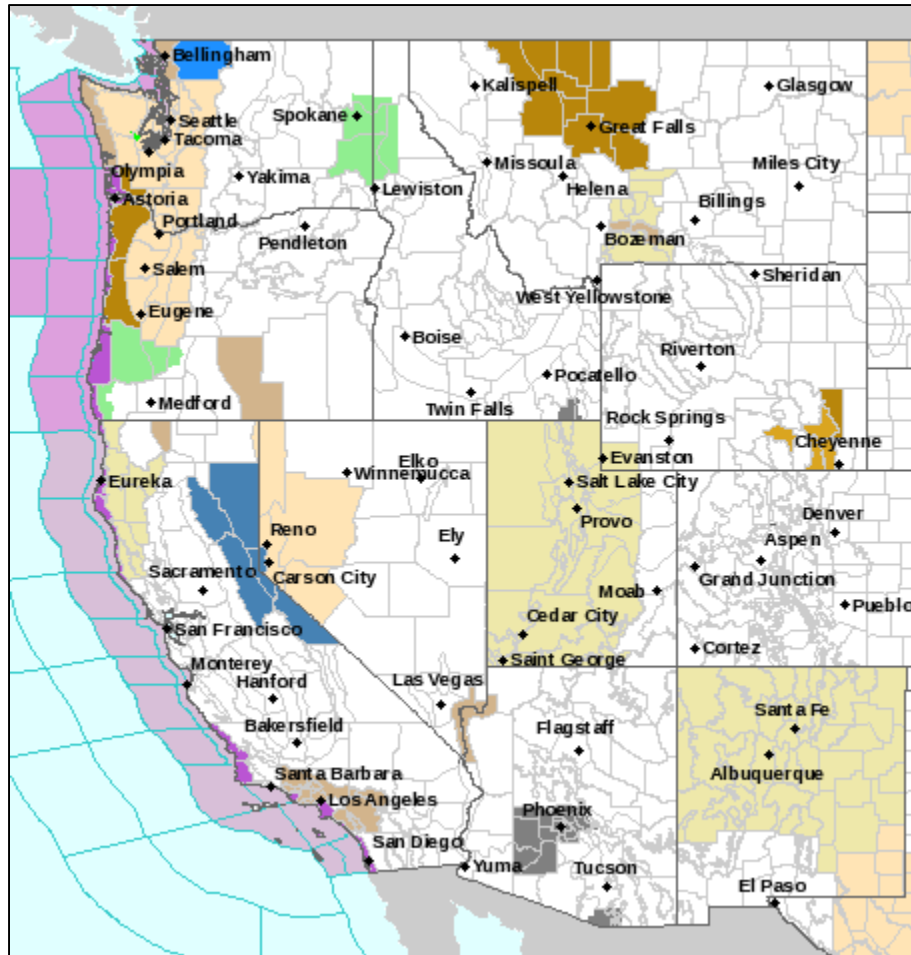 Bellingham
Kalispell
Glasgow
Spokane
Seattle
Tacoma
Great Falls
Olympia
Yakima
Missoula
Helena
Miles City
Lewiston
Astoria
Billings
Portland
Pendleton
Bozeman
Salem
Sheridan
West Yellowstone
Eugene
Boise
Riverton
Pocatello
Medford
Twin Falls
Rock Springs
Cheyenne
Elko
Evanston
Eureka
Winnemucca
Salt Lake City
Provo
Denver
Reno
Ely
Aspen
Sacramento
Carson City
Moab
Grand Junction
Pueblo
San Francisco
Cedar City
Cortez
Saint George
Monterey
Hanford
Las Vegas
Flagstaff
Santa Fe
Bakersfield
Albuquerque
Santa Barbara
Los Angeles
Phoenix
San Diego
Yuma
Tucson
El Paso